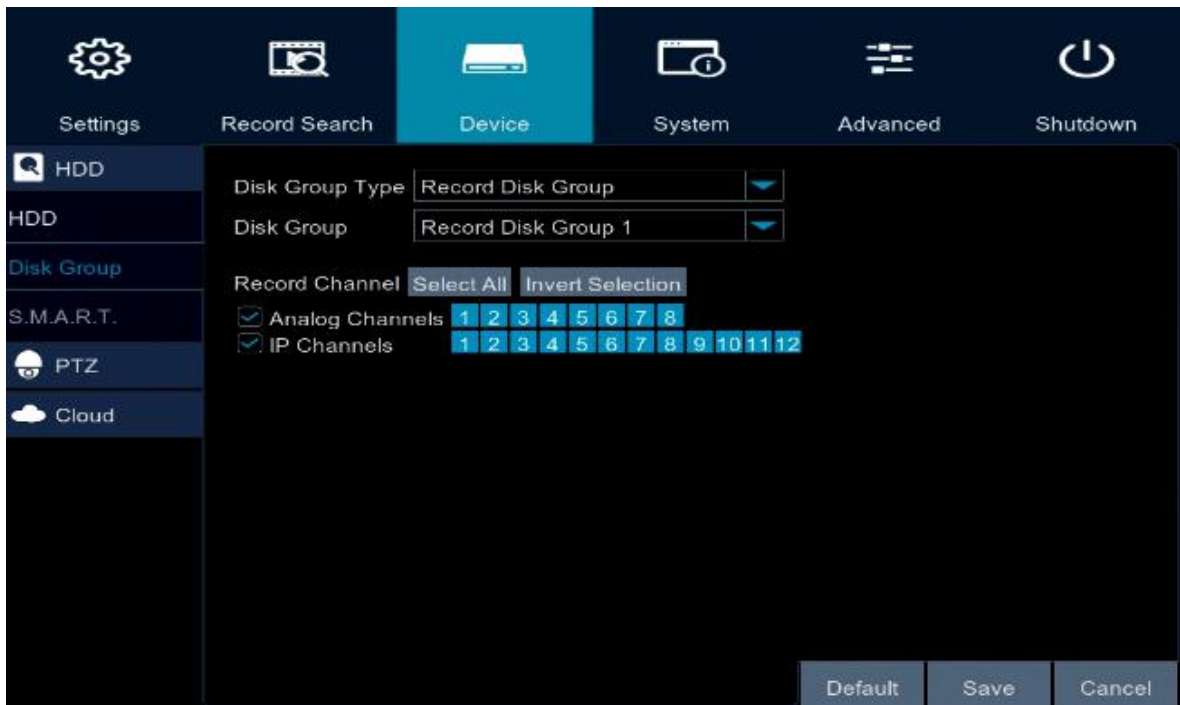 Settings Record Search Device System Advanced Shutdown
HDD
HDD
Disk Group
S.M.A.R.T.
PTZ
Cloud
Disk Group Type Record Disk Group
Disk Group Record Disk Group 1
Record Channel Select All Invert Selection
Analog Channels 1 2 3 4 5 6 7 8
IP Channels 1 2 3 4 5 6 7 8 9 10 11 12
Default Save Cancel